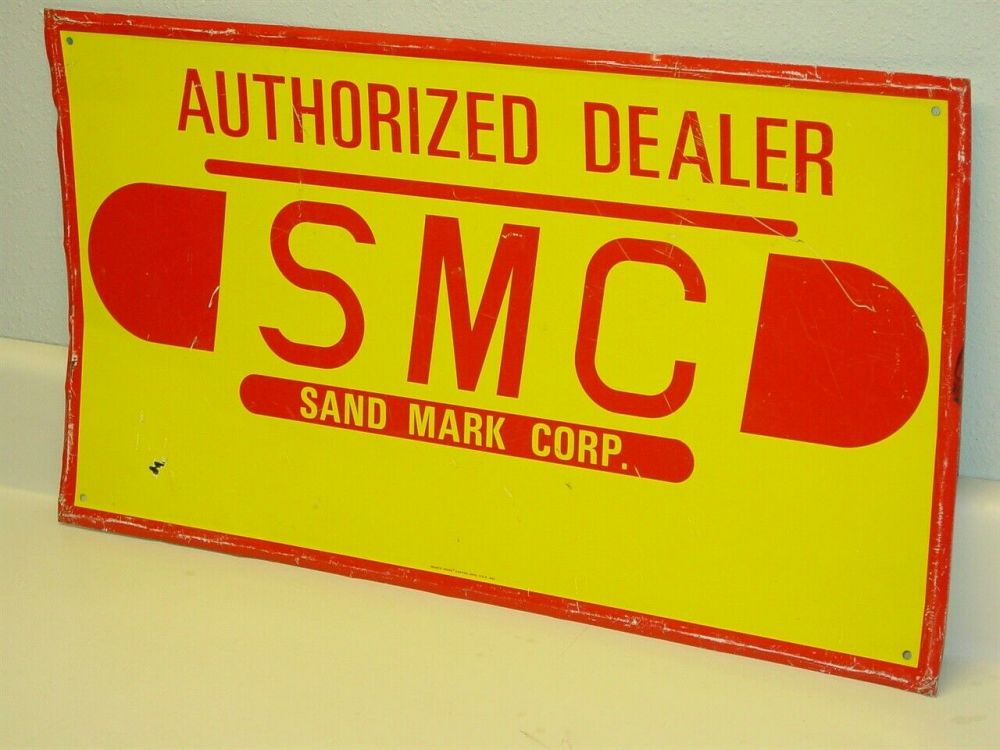 AUTHORIZED DEALER
SMC
SAND MARK CORP.